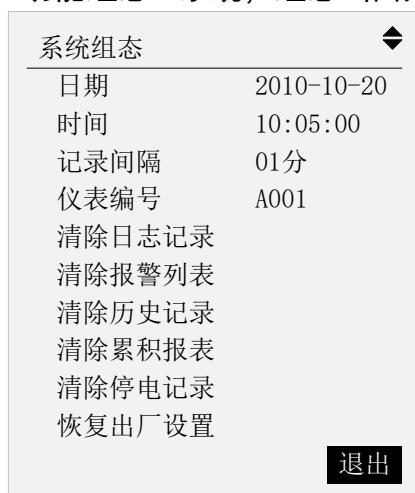 系统组态
日期 2010-10-20
时间 10:05:00
记录间隔 01分
仪表编号 A001
清除日志记录
清除报警列表
清除历史记录
清除累积报表
清除停电记录
恢复出厂设置
退出